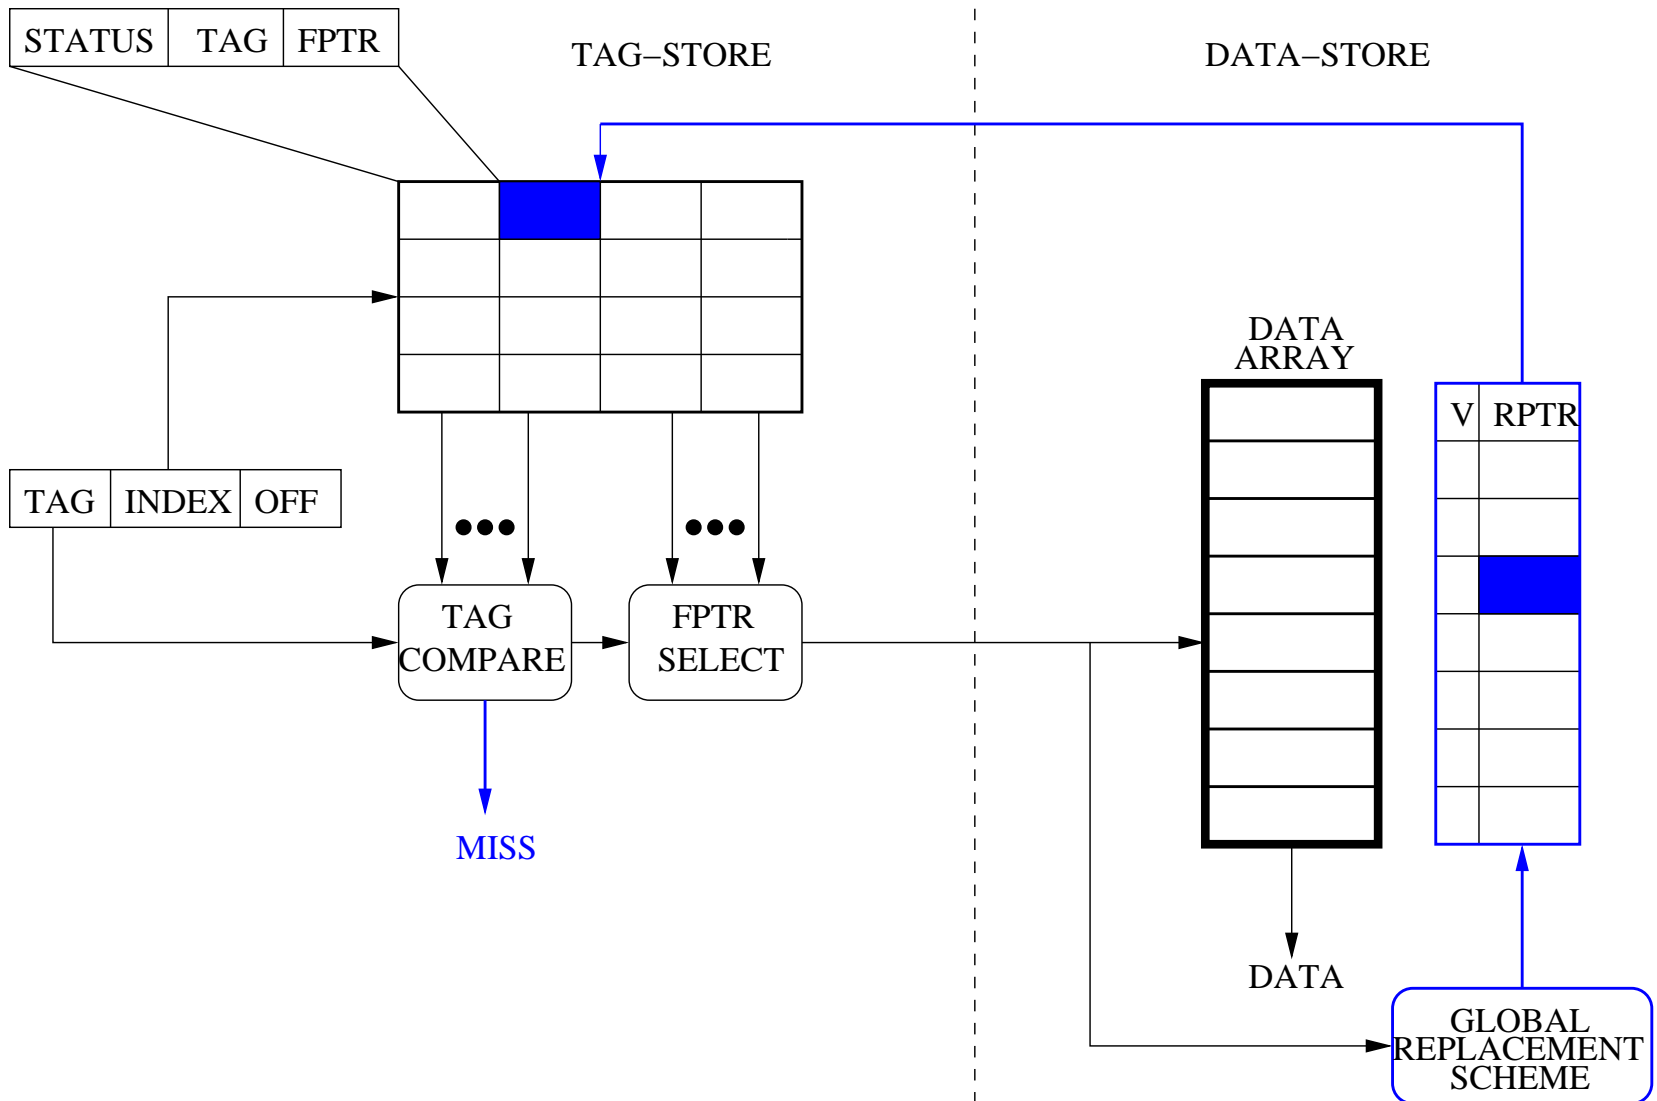 STATUS TAG FPTR
TAG–STORE
DATA–STORE
DATA
ARRAY
V RPTR
TAG INDEX OFF
TAG
COMPARE
FPTR
SELECT
MISS
DATA
GLOBAL
REPLACEMENT
SCHEME